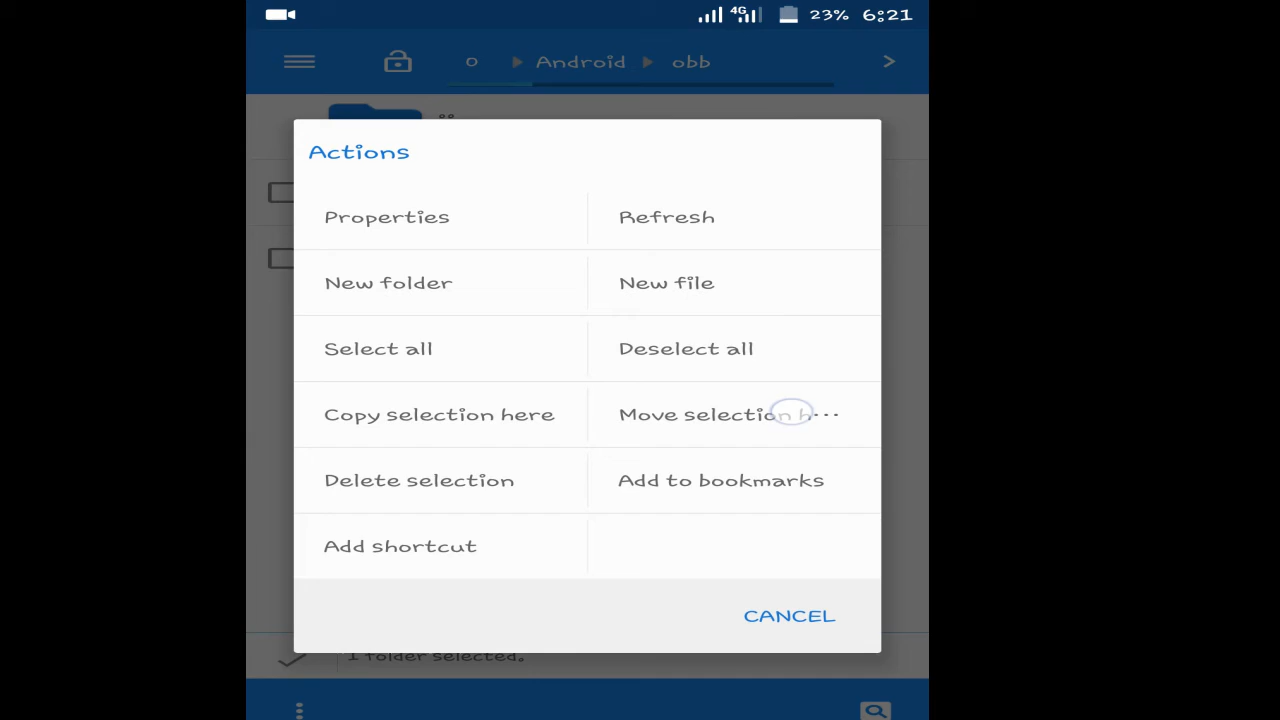 4G 23% 6:21
0 Android obb
Actions
Properties Refresh
New folder New file
Select all Deselect all
Copy selection here Move selection h...
Delete selection Add to bookmarks
Add shortcut
CANCEL
1 folder selected.